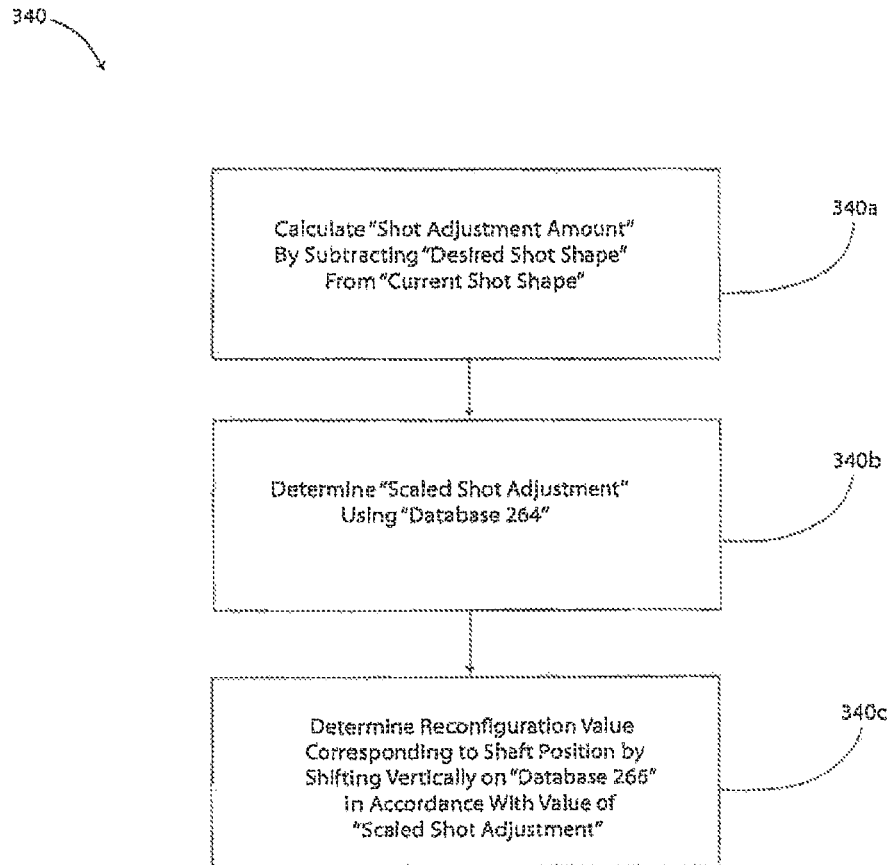 340
Calculate "Shot Adjustment Amount"
By Subtracting "Desired Shot Shape"
From "Current Shot Shape"
340a
Determine "Scaled Shot Adjustment"
Using "Database 264"
340b
Determine Reconfiguration Value
Corresponding to Shaft Position by
Shifting Vertically on "Database 266"
in Accordance With Value of
"Scaled Shot Adjustment"
340c